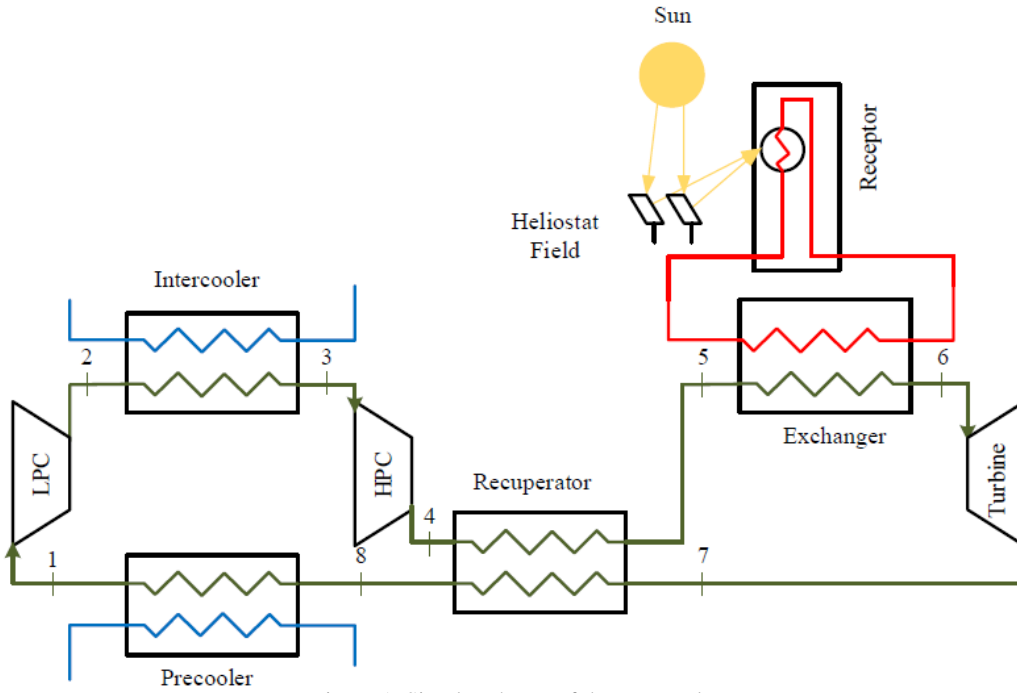 Sun
Receptor
Heliostat
Field
Intercooler
2
3
5
6
LPC
HPC
Exchanger
Recuperator
Turbine
4
1
8
7
Precooler